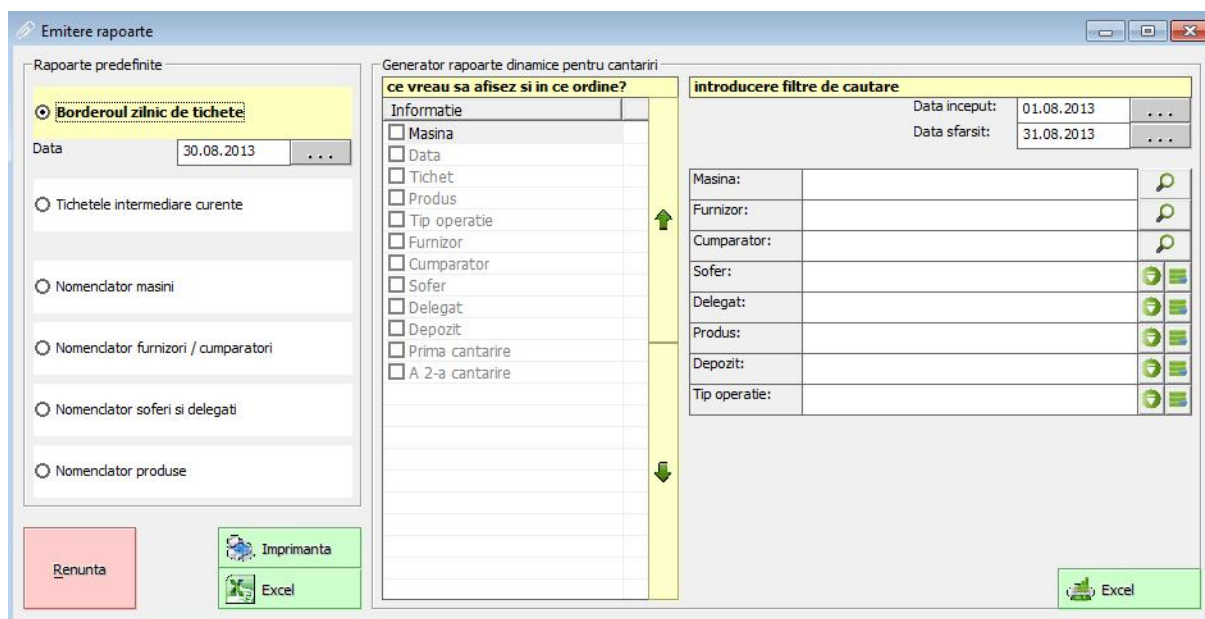 Emitere rapoarte
Rapoarte predefinite
Borderoul zilnic de tichete
Data
30.08.2013
...
Tichetele intermediare curente
Nomenclator masini
Nomenclator furnizori / cumparatori
Nomenclator soferi si delegati
Nomenclator produse
Renunta
Imprimanta
Excel
Generator rapoarte dinamice pentru cantariri
ce vreau sa afisez si in ce ordine?
Informatie
Masina
Data
Tichet
Produs
Tip operatie
Furnizor
Cumparator
Sofer
Delegat
Depozit
Prima cantarire
A 2-a cantarire
introducere filtre de cautare
Data inceput: 01.08.2013 ...
Data sfarsit: 31.08.2013 ...
Masina:
Furnizor:
Cumparator:
Sofer:
Delegat:
Produs:
Depozit:
Tip operatie:
Excel